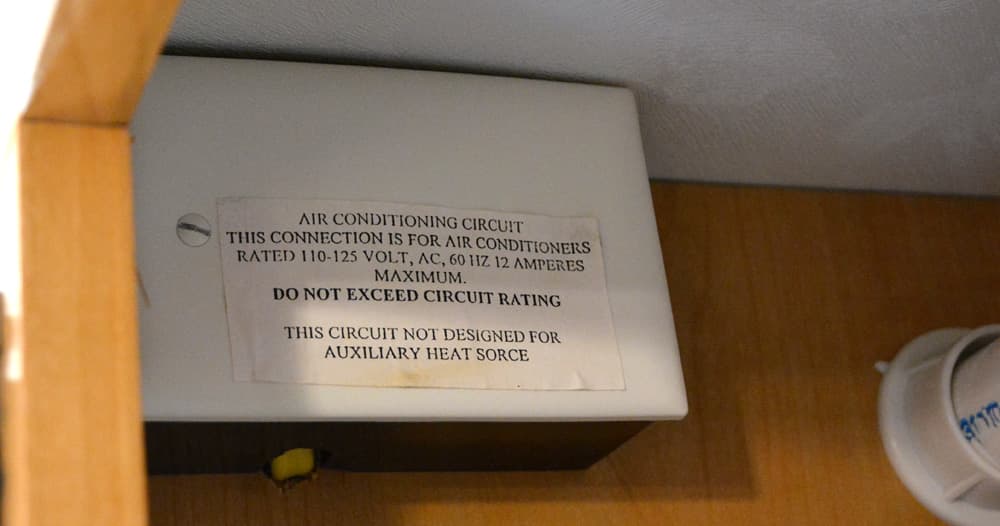 AIR CONDITIONING CIRCUIT
THIS CONNECTION IS FOR AIR CONDITIONERS
RATED 110-125 VOLT, AC, 60 HZ 12 AMPERES
MAXIMUM.
DO NOT EXCEED CIRCUIT RATING
THIS CIRCUIT NOT DESIGNED FOR
AUXILIARY HEAT SORCE